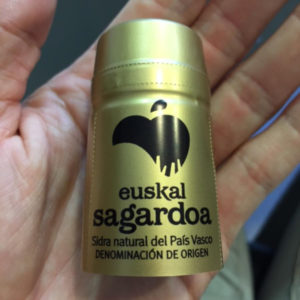 euskal
sagardoa
Sidra natural del País Vasco
DENOMINACIÓN DE ORIGEN